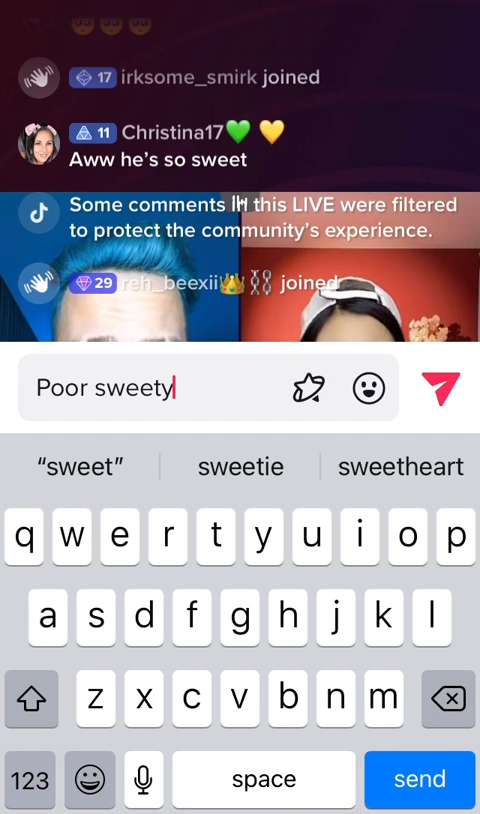 17 irksome_smirk joined
11 Christina17💚 💛
Aww he's so sweet
Some comments in this LIVE were filtered
to protect the community's experience.
29 reh_beexii👑⛓ joined
Poor sweety
"sweet" sweetie sweetheart
q w e r t y u i o p
a s d f g h j k l
z x c v b n m
123 space send